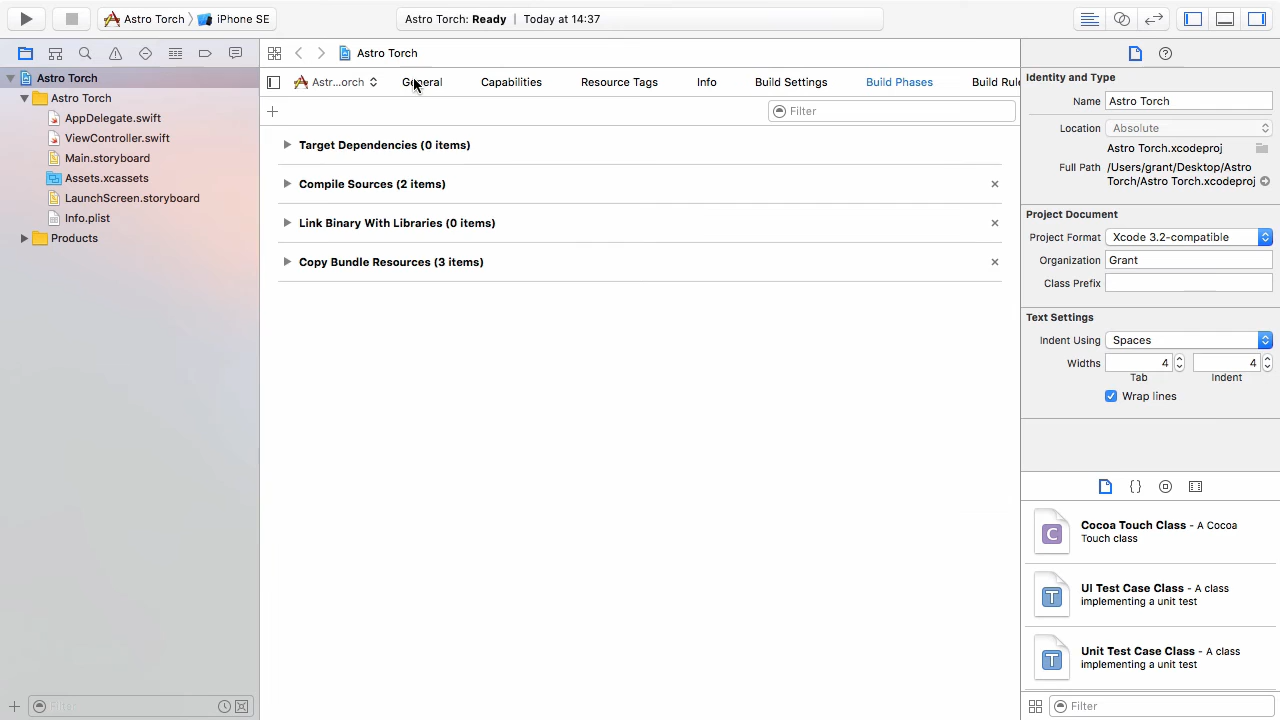 Astro Torch
iPhone SE
Astro Torch: Ready | Today at 14:37
Astro Torch
Astro Torch
AppDelegate.swift
ViewController.swift
Main.storyboard
Assets.xcassets
LaunchScreen.storyboard
Info.plist
Products
Filter
Astro Torch
Astr...orch
General
Capabilities
Resource Tags
Info
Build Settings
Build Phases
Build Rule
Filter
Target Dependencies (0 items)
Compile Sources (2 items)
Link Binary With Libraries (0 items)
Copy Bundle Resources (3 items)
Identity and Type
Name Astro Torch
Location Absolute
Astro Torch.xcodeproj
Full Path /Users/grant/Desktop/Astro
Torch/Astro Torch.xcodeproj
Project Document
Project Format Xcode 3.2-compatible
Organization Grant
Class Prefix
Text Settings
Indent Using Spaces
Widths 4 4
Tab Indent
Wrap lines
C
Cocoa Touch Class - A Cocoa
Touch class
T
UI Test Case Class - A class
implementing a unit test
T
Unit Test Case Class - A class
implementing a unit test
Filter